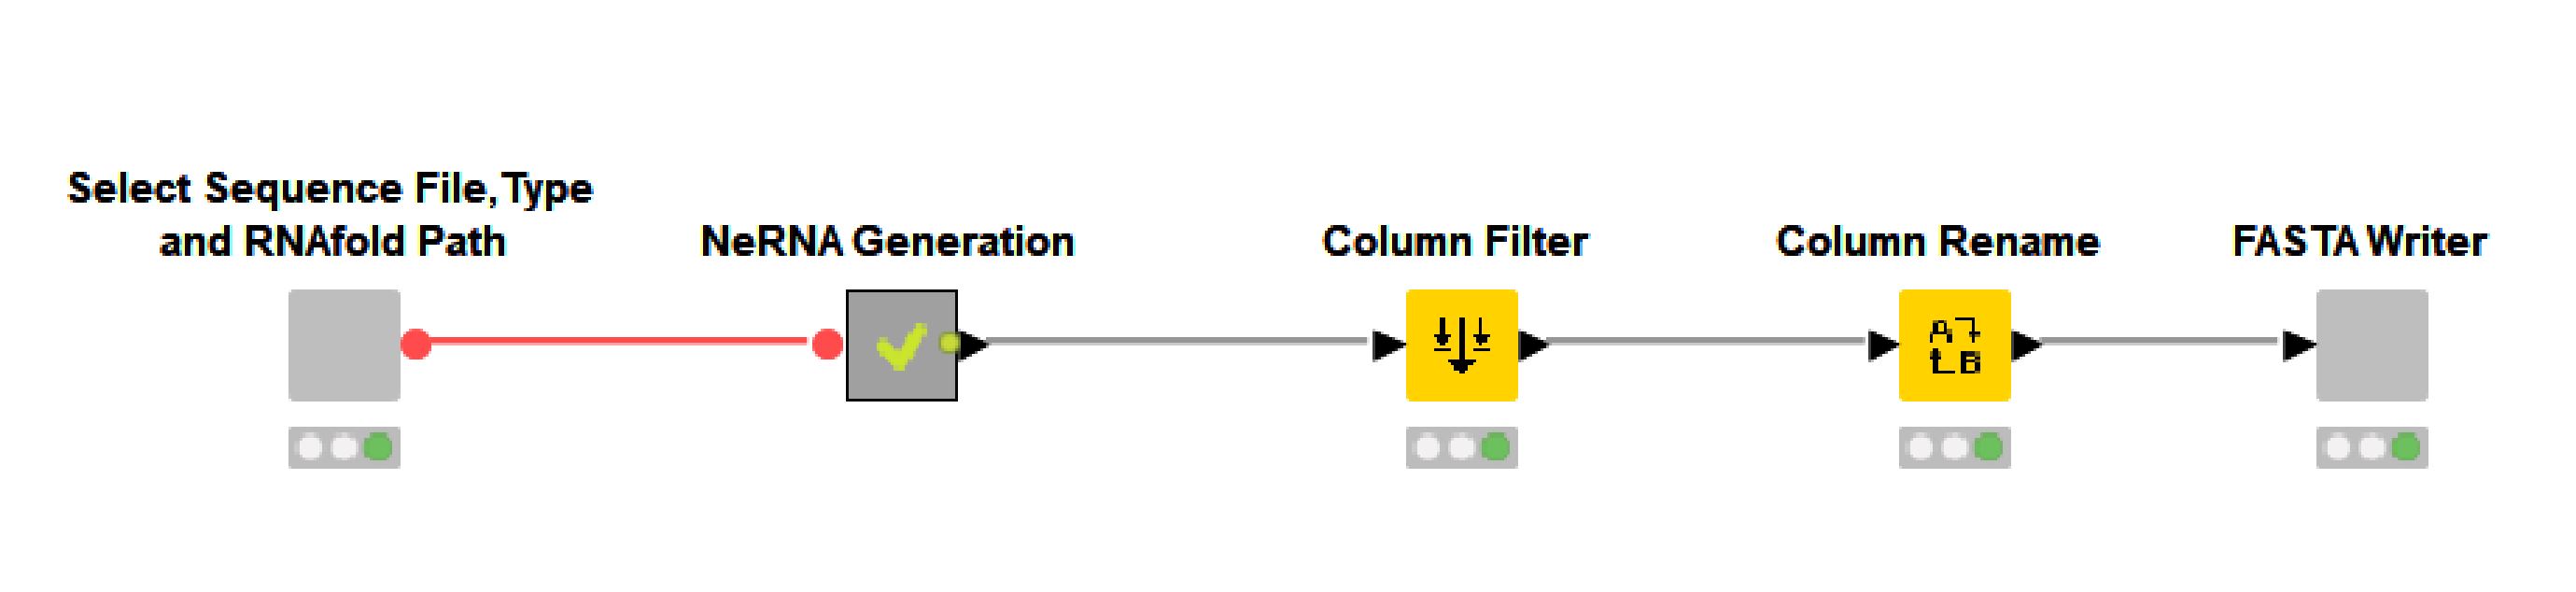 Select Sequence File, Type
and RNAfold Path
NeRNA Generation
Column Filter
Column Rename
FASTA Writer
A
B